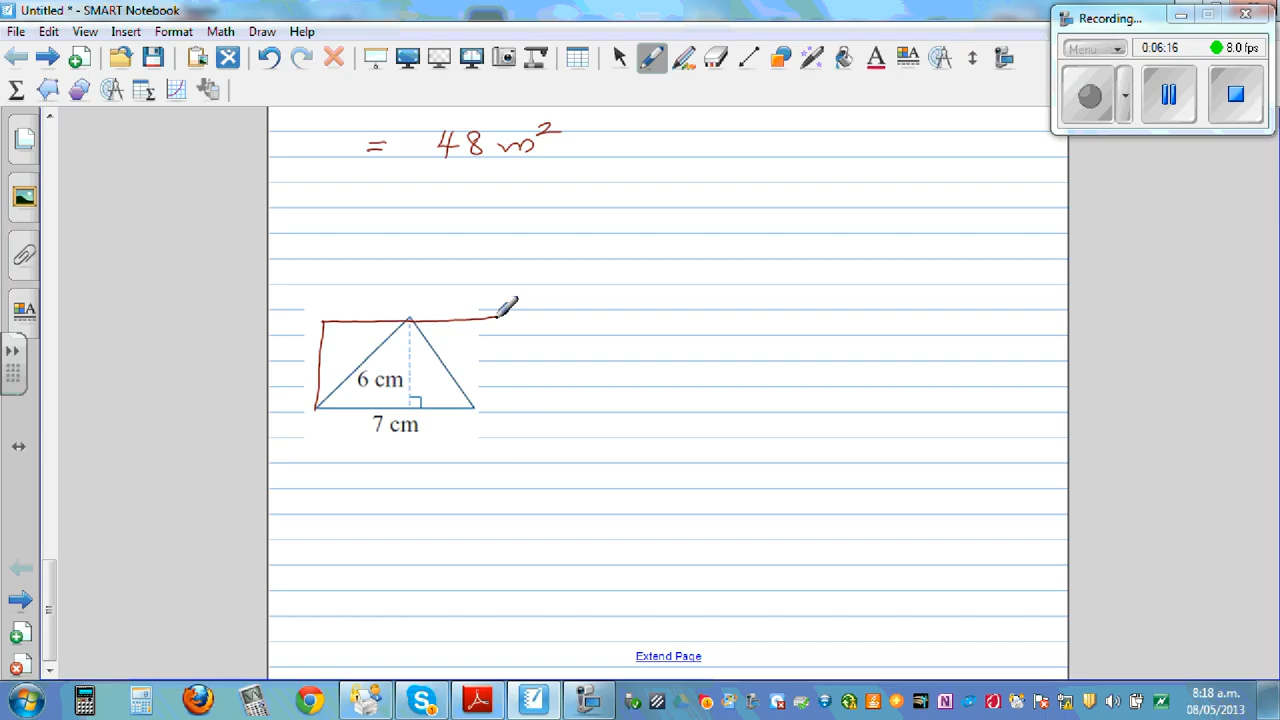 Untitled * - SMART Notebook
Recording...
File Edit View Insert Format Math Draw Help
Menu 0:06:16 8.0 fps
= 48 m²
6 cm
7 cm
Extend Page
8:18 a.m.
08/05/2013